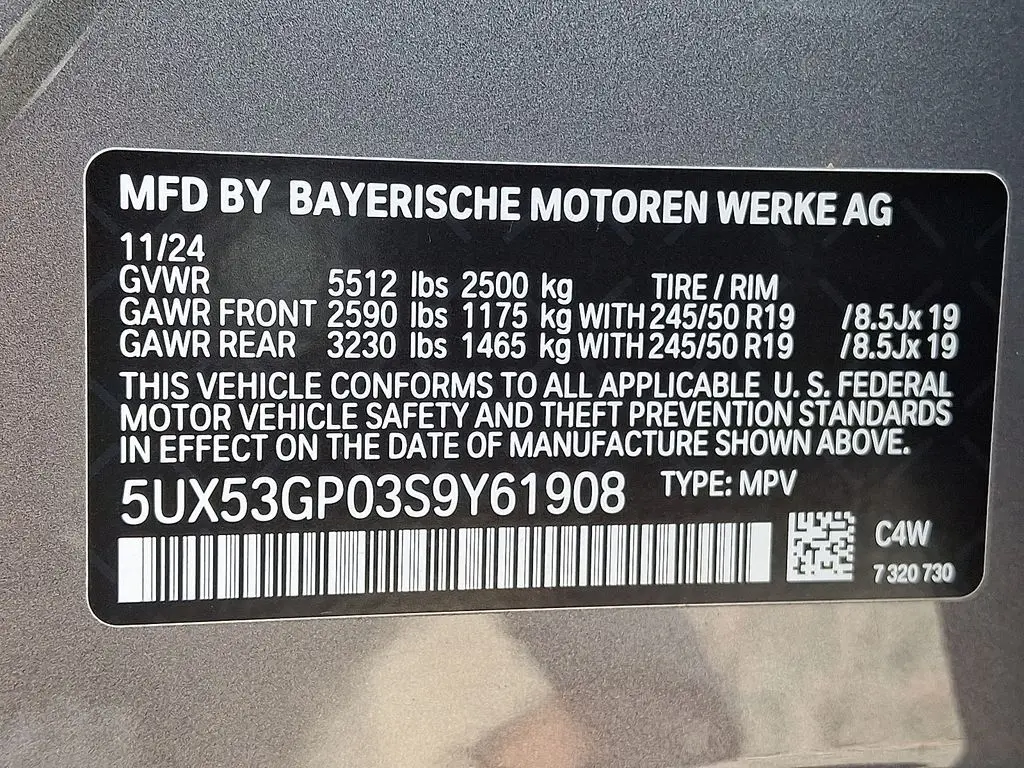 MFD BY BAYERISCHE MOTOREN WERKE AG
11/24
GVWR 5512 lbs 2500 kg TIRE / RIM
GAWR FRONT 2590 lbs 1175 kg WITH 245/50 R19 /8.5Jx 19
GAWR REAR 3230 lbs 1465 kg WITH 245/50 R19 /8.5Jx 19
THIS VEHICLE CONFORMS TO ALL APPLICABLE U. S. FEDERAL
MOTOR VEHICLE SAFETY AND THEFT PREVENTION STANDARDS
IN EFFECT ON THE DATE OF MANUFACTURE SHOWN ABOVE.
5UX53GP03S9Y61908 TYPE: MPV
C4W
7 320 730